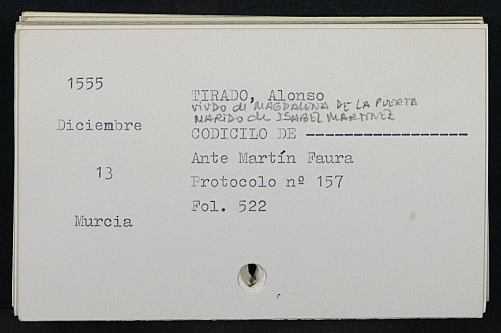 1555
TIRADO, Alonso
VIUDO de MAGDALENA DE LA PUERTA
MARIDO de ISABEL MARTINEZ
Diciembre
CODICILO DE -----------------
13
Ante Martín Faura
Protocolo nº 157
Fol. 522
Murcia